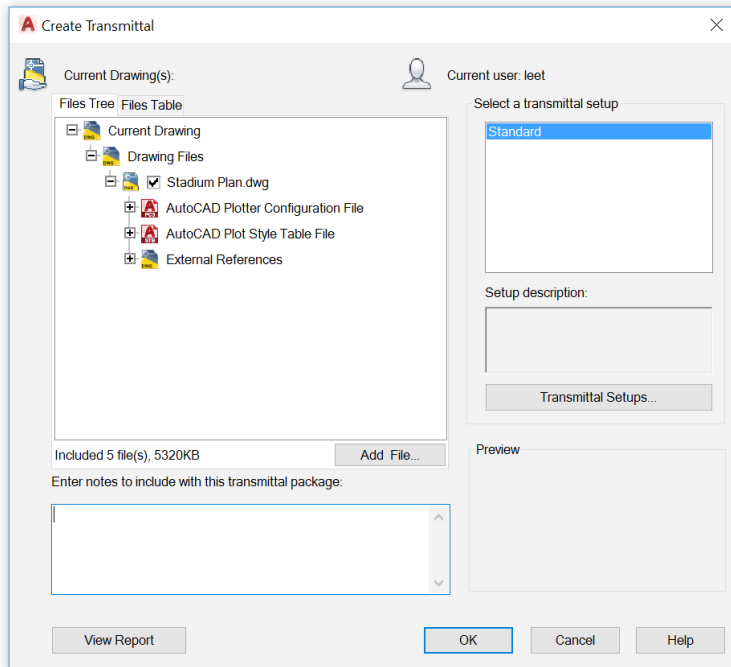 Create Transmittal
Current Drawing(s):
Current user: leet
Files Tree
Files Table
Select a transmittal setup
Current Drawing
Drawing Files
Stadium Plan.dwg
AutoCAD Plotter Configuration File
AutoCAD Plot Style Table File
External References
Standard
Setup description:
Transmittal Setups...
Included 5 file(s), 5320KB
Add File...
Preview
Enter notes to include with this transmittal package:
View Report
OK
Cancel
Help